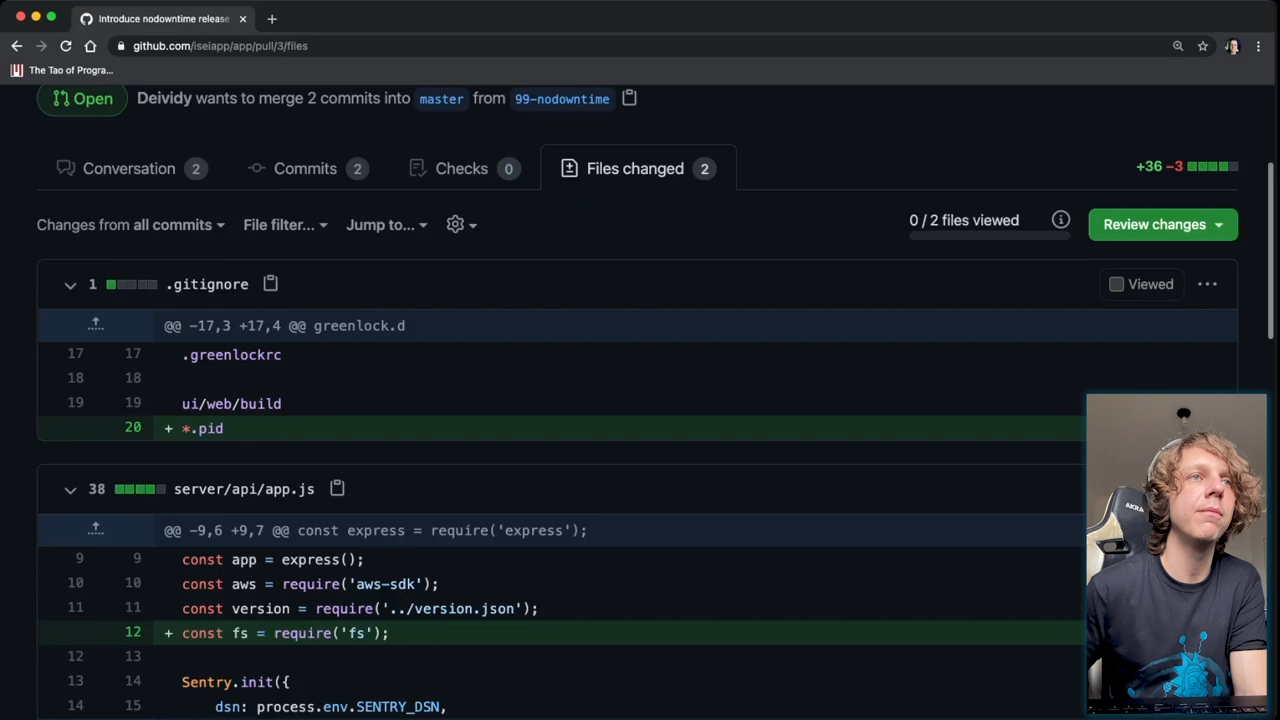 Introduce nodowntime release
github.com/iseiapp/app/pull/3/files
The Tao of Progra...
Open
Deividy wants to merge 2 commits into master from 99-nodowntime
Conversation 2
Commits 2
Checks 0
Files changed 2
+36 −3
Changes from all commits
File filter...
Jump to...
0 / 2 files viewed
Review changes
1 .gitignore
Viewed
@@ -17,3 +17,4 @@ greenlock.d
17 17 .greenlockrc
18 18
19 19 ui/web/build
20 + *.pid
38 server/api/app.js
@@ -9,6 +9,7 @@ const express = require('express');
9 9 const app = express();
10 10 const aws = require('aws-sdk');
11 11 const version = require('../version.json');
12 + const fs = require('fs');
12 13
13 14 Sentry.init({
14 15 dsn: process.env.SENTRY_DSN,
AKRA